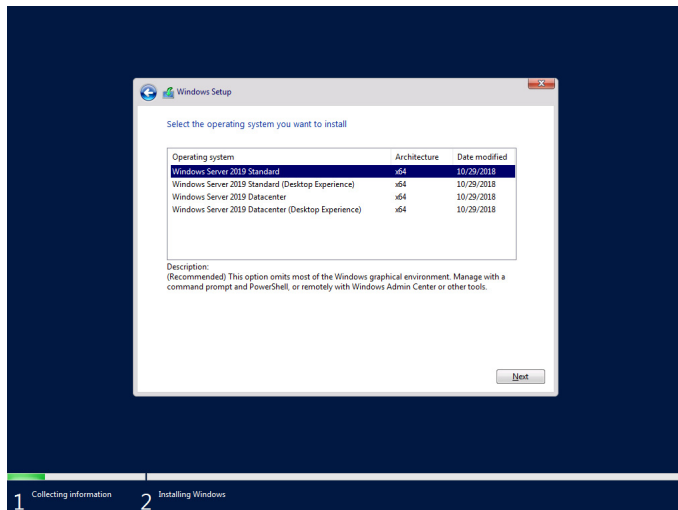 Windows Setup
Select the operating system you want to install
Operating system Architecture Date modified
Windows Server 2019 Standard x64 10/29/2018
Windows Server 2019 Standard (Desktop Experience) x64 10/29/2018
Windows Server 2019 Datacenter x64 10/29/2018
Windows Server 2019 Datacenter (Desktop Experience) x64 10/29/2018
Description:
(Recommended) This option omits most of the Windows graphical environment. Manage with a
command prompt and PowerShell, or remotely with Windows Admin Center or other tools.
Next
1 Collecting information 2 Installing Windows